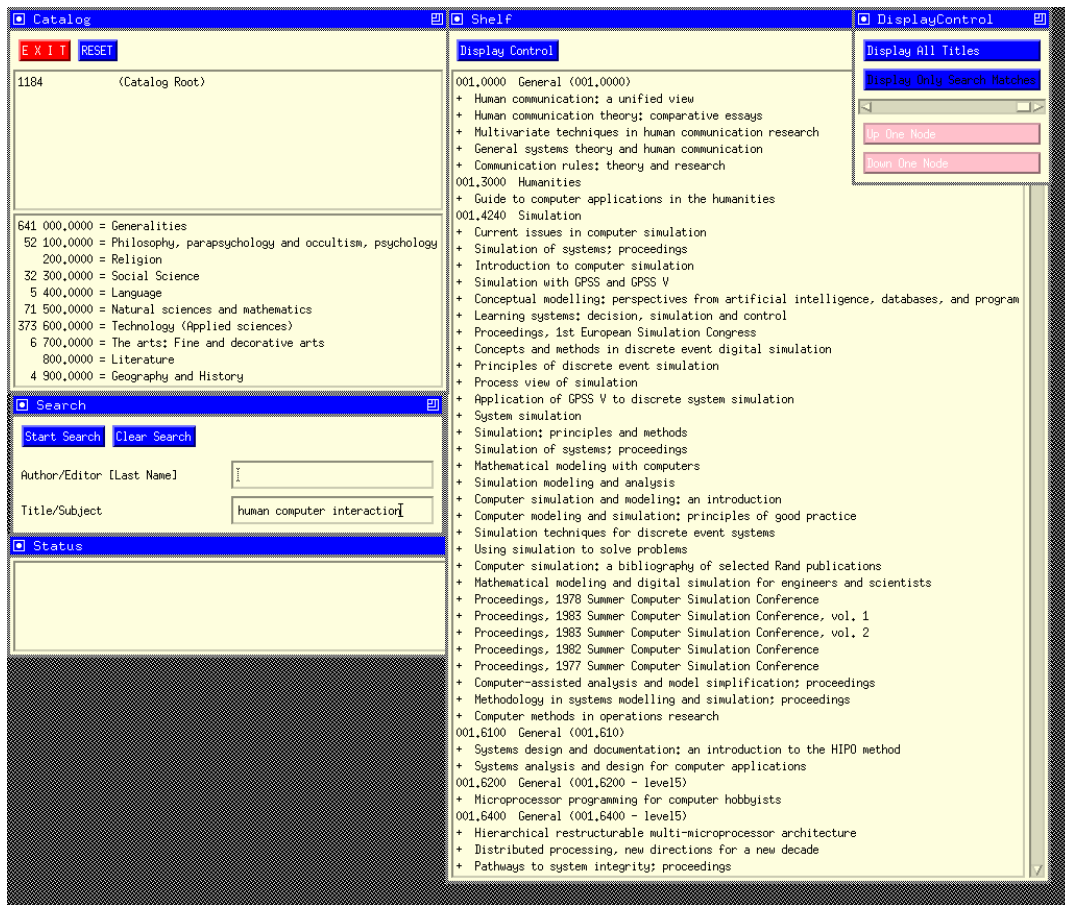 Catalog
E X I T RESET
1184 (Catalog Root)
641 000.0000 = Generalities
52 100.0000 = Philosophy, parapsychology and occultism, psychology
200.0000 = Religion
32 300.0000 = Social Science
5 400.0000 = Language
71 500.0000 = Natural sciences and mathematics
373 600.0000 = Technology (Applied sciences)
6 700.0000 = The arts: Fine and decorative arts
800.0000 = Literature
4 900.0000 = Geography and History
Search
Start Search Clear Search
Author/Editor [Last Name]
Title/Subject human computer interaction
Status
Shelf
Display Control
001.0000 General (001.0000)
+ Human communication: a unified view
+ Human communication theory: comparative essays
+ Multivariate techniques in human communication research
+ General systems theory and human communication
+ Communication rules: theory and research
001.3000 Humanities
+ Guide to computer applications in the humanities
001.4240 Simulation
+ Current issues in computer simulation
+ Simulation of systems; proceedings
+ Introduction to computer simulation
+ Simulation with GPSS and GPSS V
+ Conceptual modelling: perspectives from artificial intelligence, databases, and program
+ Learning systems: decision, simulation and control
+ Proceedings, 1st European Simulation Congress
+ Concepts and methods in discrete event digital simulation
+ Principles of discrete event simulation
+ Process view of simulation
+ Application of GPSS V to discrete system simulation
+ System simulation
+ Simulation: principles and methods
+ Simulation of systems; proceedings
+ Mathematical modeling with computers
+ Simulation modeling and analysis
+ Computer simulation and modeling: an introduction
+ Computer modeling and simulation: principles of good practice
+ Simulation techniques for discrete event systems
+ Using simulation to solve problems
+ Computer simulation: a bibliography of selected Rand publications
+ Mathematical modeling and digital simulation for engineers and scientists
+ Proceedings, 1978 Summer Computer Simulation Conference
+ Proceedings, 1983 Summer Computer Simulation Conference, vol. 1
+ Proceedings, 1983 Summer Computer Simulation Conference, vol. 2
+ Proceedings, 1982 Summer Computer Simulation Conference
+ Proceedings, 1977 Summer Computer Simulation Conference
+ Computer-assisted analysis and model simplification; proceedings
+ Methodology in systems modelling and simulation; proceedings
+ Computer methods in operations research
001.6100 General (001.610)
+ Systems design and documentation: an introduction to the HIPO method
+ Systems analysis and design for computer applications
001.6200 General (001.6200 - level5)
+ Microprocessor programming for computer hobbyists
001.6400 General (001.6400 - level5)
+ Hierarchical restructurable multi-microprocessor architecture
+ Distributed processing, new directions for a new decade
+ Pathways to system integrity; proceedings
DisplayControl
Display All Titles
Display Only Search Matches
Up One Node
Down One Node